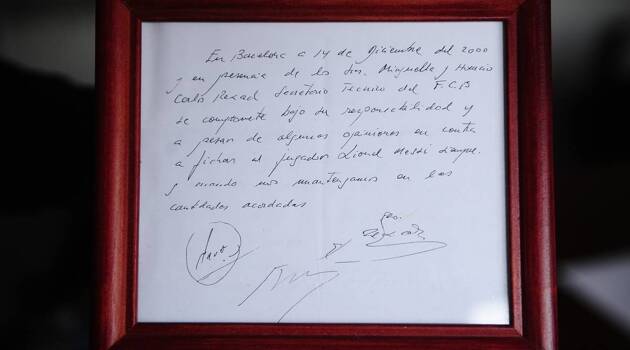 En Barcelona a 14 de Diciembre del 2000
y en presencia de los Sres. Minguella y Horacio
Carlos Rexach Secretario Técnico del F.C.B
se compromete bajo su responsabilidad y
a pesar de algunas opiniones en contra
a fichar al jugador Lionel Messi siempre
y cuando nos mantengamos en las
cantidades acordadas